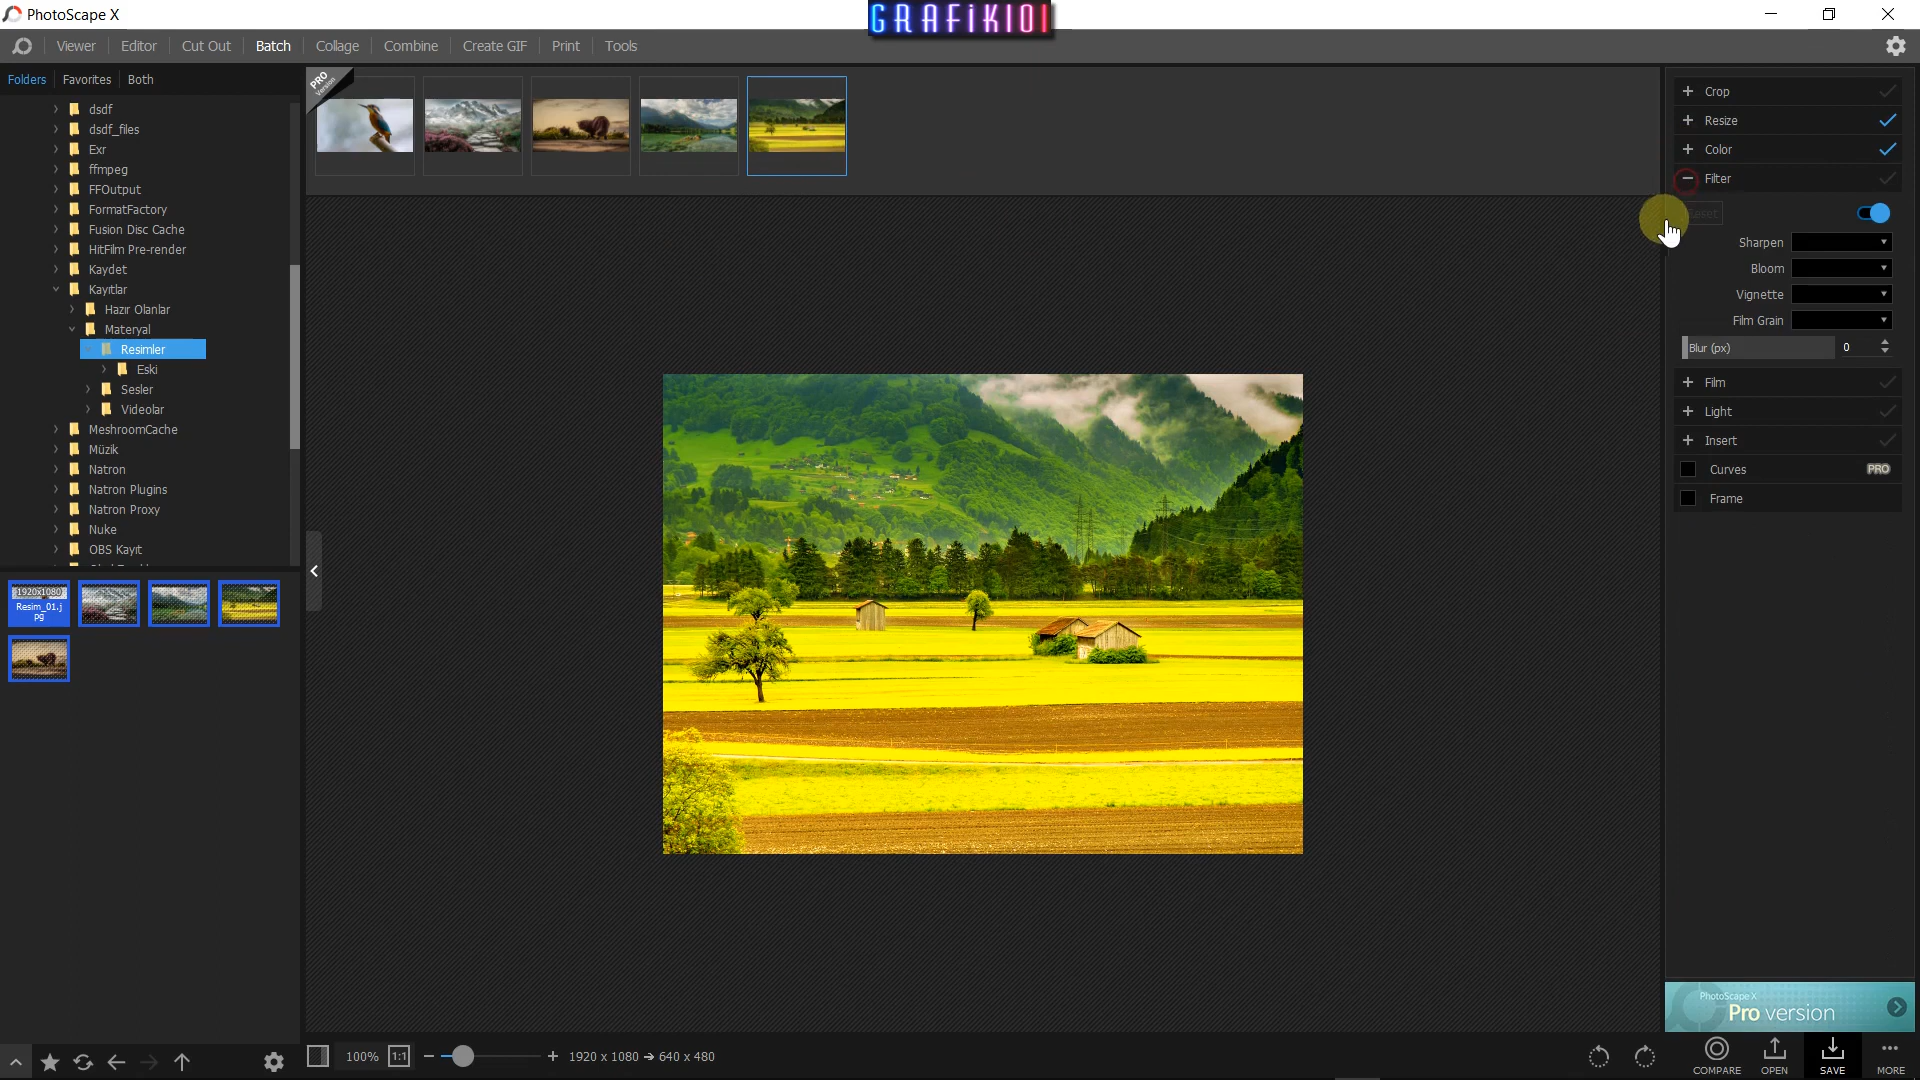 PhotoScape X
GRAFiK101
Viewer
Editor
Cut Out
Batch
Collage
Combine
Create GIF
Print
Tools
Folders
Favorites
Both
dsdf
dsdf_files
Exr
ffmpeg
FFOutput
FormatFactory
Fusion Disc Cache
HitFilm Pre-render
Kaydet
Kayıtlar
Hazır Olanlar
Materyal
Resimler
Eski
Sesler
Videolar
MeshroomCache
Müzik
Natron
Natron Plugins
Natron Proxy
Nuke
OBS Kayıt
1920x1080
Resim_01.j
pg
PRO
Version
Crop
Resize
Color
Filter
Sharpen
Bloom
Vignette
Film Grain
Blur (px)
0
Film
Light
Insert
Curves
PRO
Frame
PhotoScape X
Pro version
100%
1:1
1920 x 1080 → 640 x 480
COMPARE
OPEN
SAVE
MORE